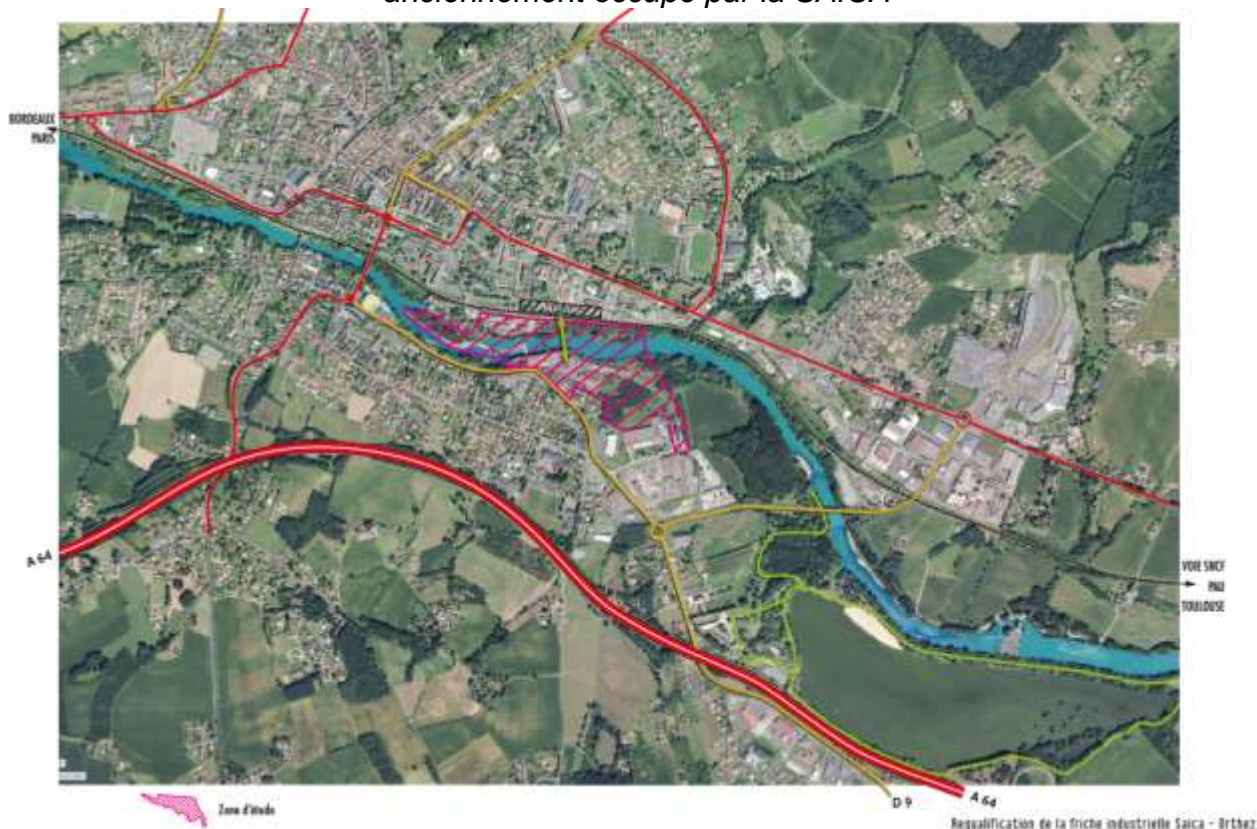 anciennement occupé par la SAICA
BORDEAUX
PARIS
A 64
VOIE SNCF
PAU
TOULOUSE
D 9
A 64
Zone d'étude
Requalification de la friche industrielle Saica - Orthez